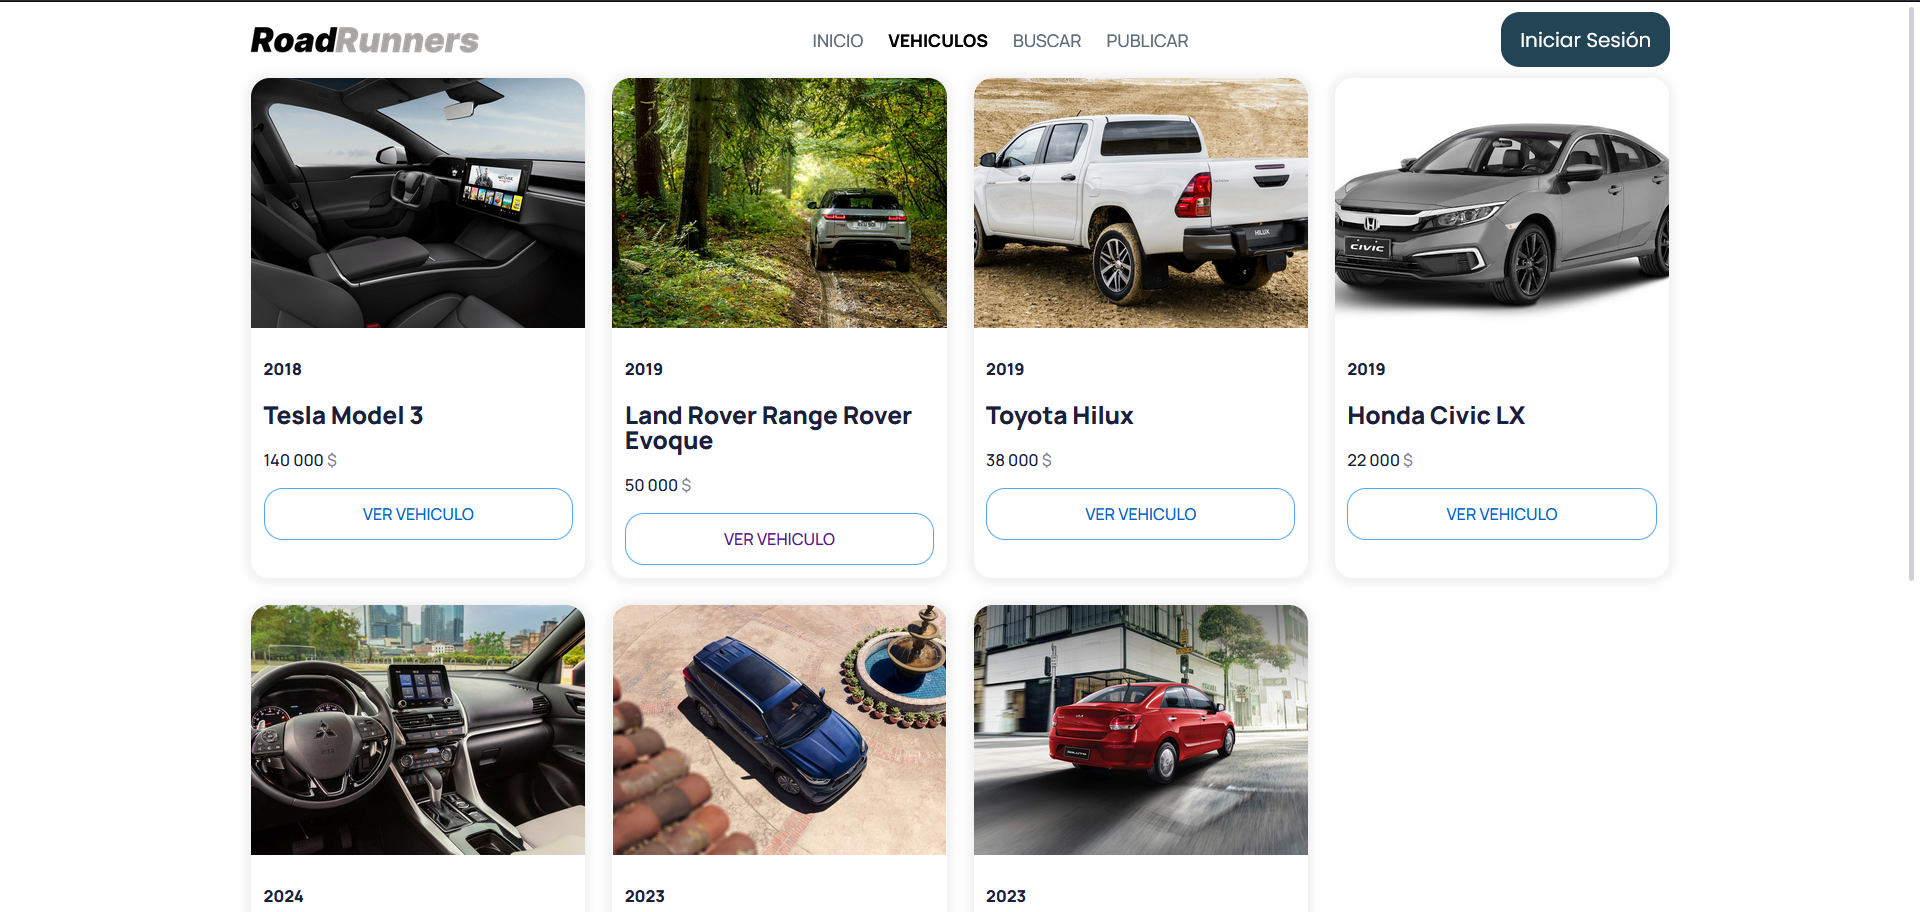 RoadRunners
INICIO
VEHICULOS
BUSCAR
PUBLICAR
Iniciar Sesión
HILUX
CIVIC
2018
Tesla Model 3
140 000 $
VER VEHICULO
2019
Land Rover Range Rover
Evoque
50 000 $
VER VEHICULO
2019
Toyota Hilux
38 000 $
VER VEHICULO
2019
Honda Civic LX
22 000 $
VER VEHICULO
2024
2023
2023